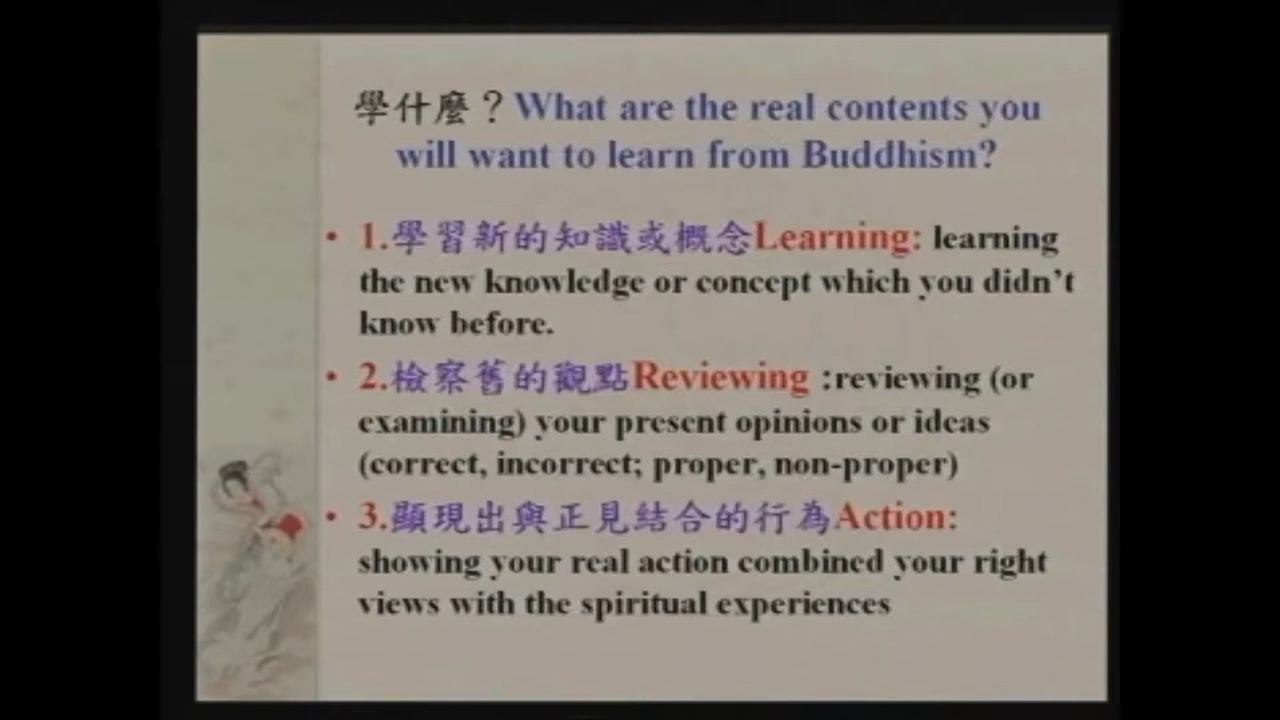 學什麼？What are the real contents you
will want to learn from Buddhism?
• 1.學習新的知識或概念Learning: learning
the new knowledge or concept which you didn't
know before.
• 2.檢察舊的觀點Reviewing :reviewing (or
examining) your present opinions or ideas
(correct, incorrect; proper, non-proper)
• 3.顯現出與正見結合的行為Action:
showing your real action combined your right
views with the spiritual experiences